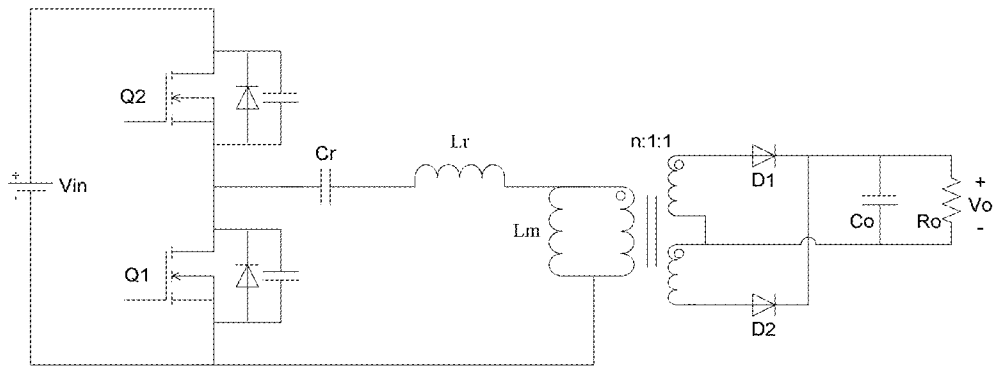 Q2
Cr
Lr
n:1:1
D1
+
Vin
-
Lm
Co
Ro
+
Vo
-
Q1
D2